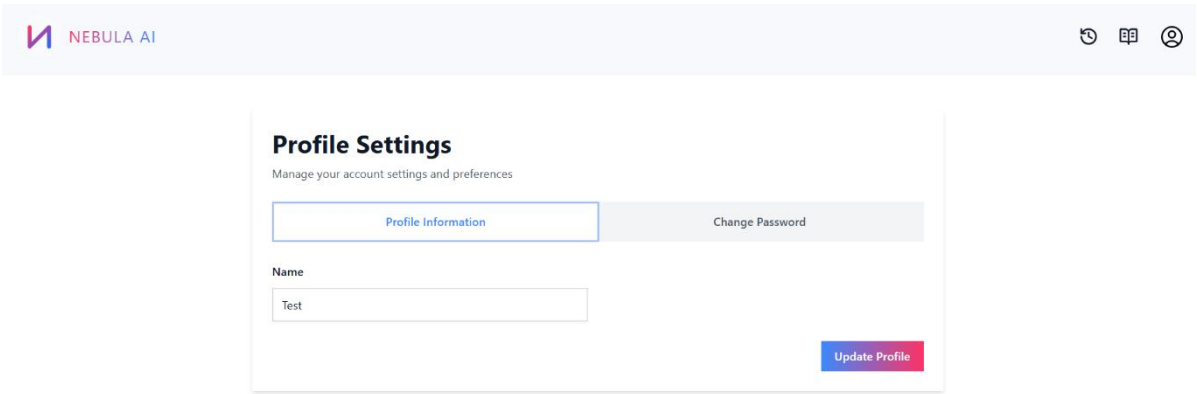 NEBULA AI
Profile Settings
Manage your account settings and preferences
Profile Information
Change Password
Name
Test
Update Profile